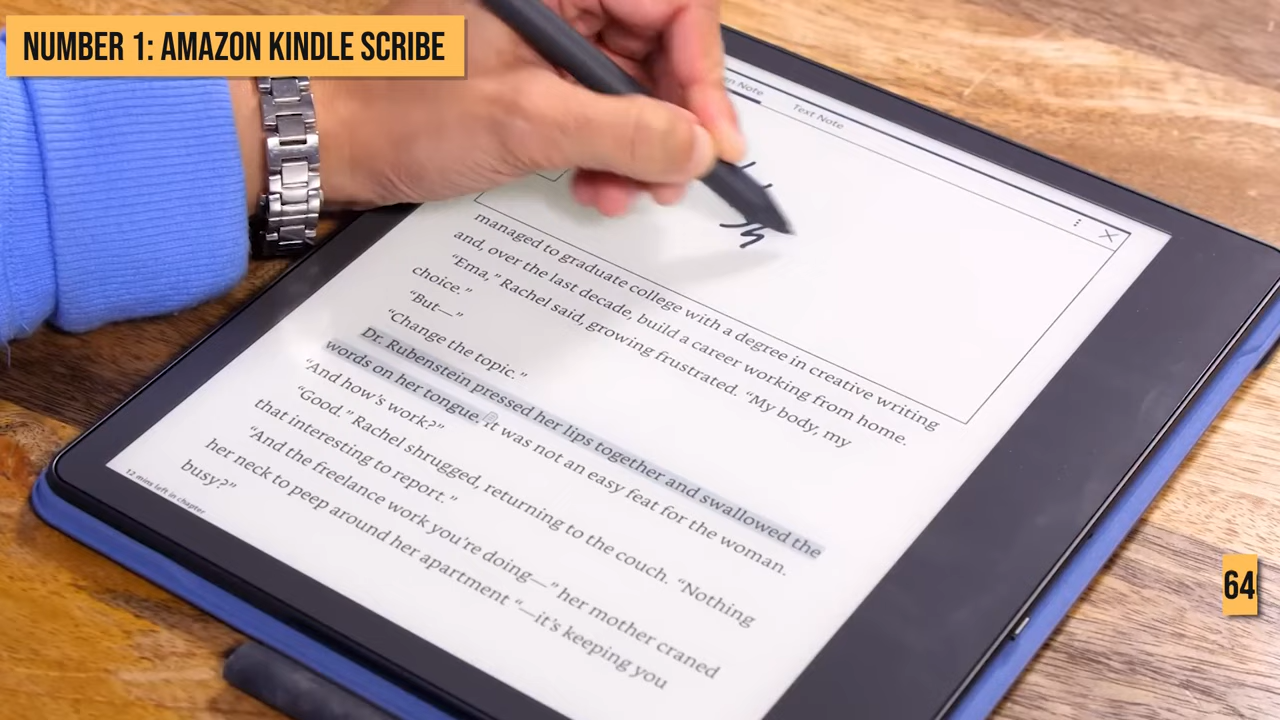 NUMBER 1: AMAZON KINDLE SCRIBE
Text Note
managed to graduate college with a degree in creative writing
and, over the last decade, build a career working from home.
“Ema,” Rachel said, growing frustrated. “My body, my
choice.”
“But—”
“Change the topic.”
Dr. Rubenstein pressed her lips together and swallowed the
words on her tongue. It was not an easy feat for the woman.
“And how’s work?”
“Good.” Rachel shrugged, returning to the couch. “Nothing
that interesting to report.”
“And the freelance work you’re doing—” her mother craned
her neck to peep around her apartment “—it’s keeping you
busy?”
12 mins left in chapter
64